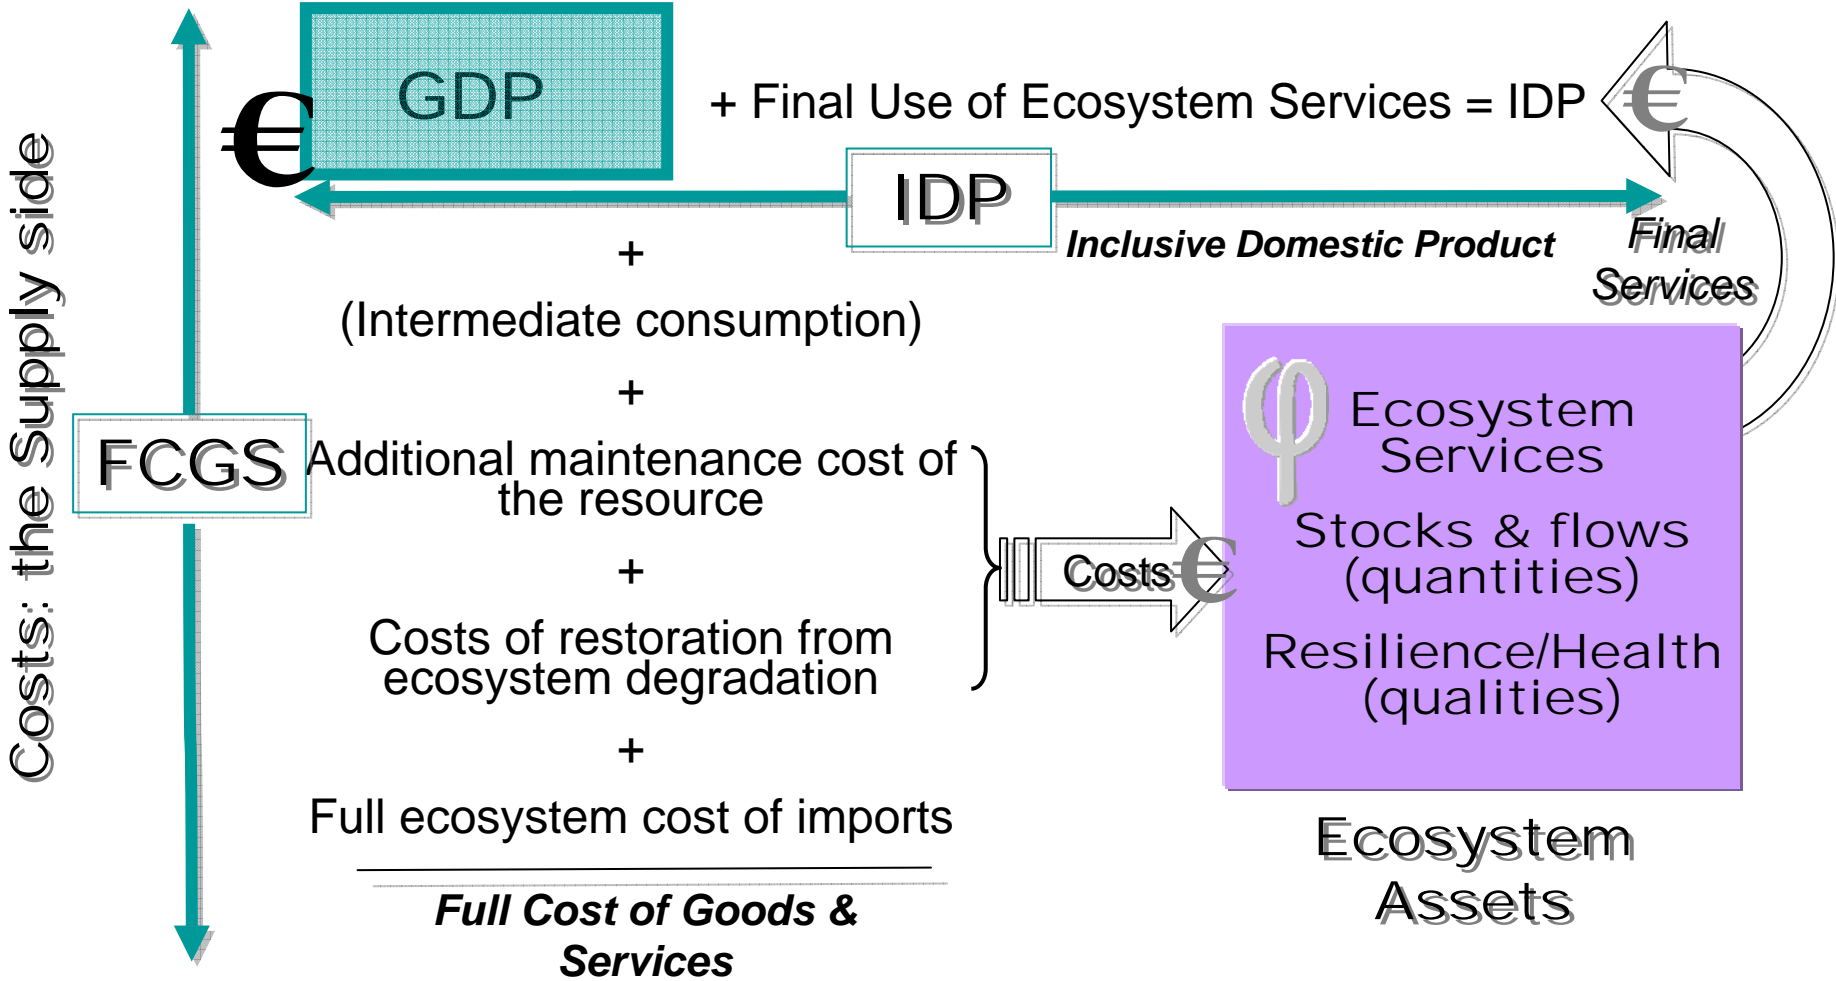 GDP
€
+ Final Use of Ecosystem Services = IDP
€
IDP
Inclusive Domestic Product
Final
Services
Costs: the Supply side
FCGS
+
(Intermediate consumption)
+
Additional maintenance cost of
the resource
+
Costs of restoration from
ecosystem degradation
+
Full ecosystem cost of imports
Full Cost of Goods &
Services
Costs €
φ
Ecosystem
Services
Stocks & flows
(quantities)
Resilience/Health
(qualities)
Ecosystem
Assets